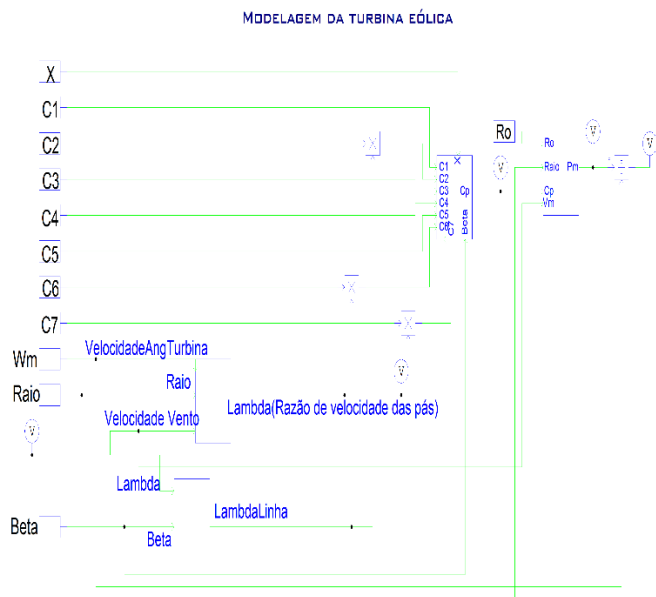 MODELAGEM DA TURBINA EÓLICA
X
C1
C2
C3
C4
C5
C6
C7
Wm
Raio
Beta
V
X
X
X
X
C1
C2
C3
C4
C5
C6
C7
Cp
Beta
Ro
V
V
V
Ro
Raio
Pm
Cp
Vm
VelocidadeAngTurbina
Raio
V
Lambda(Razão de velocidade das pás)
Velocidade Vento
Lambda
LambdaLinha
Beta